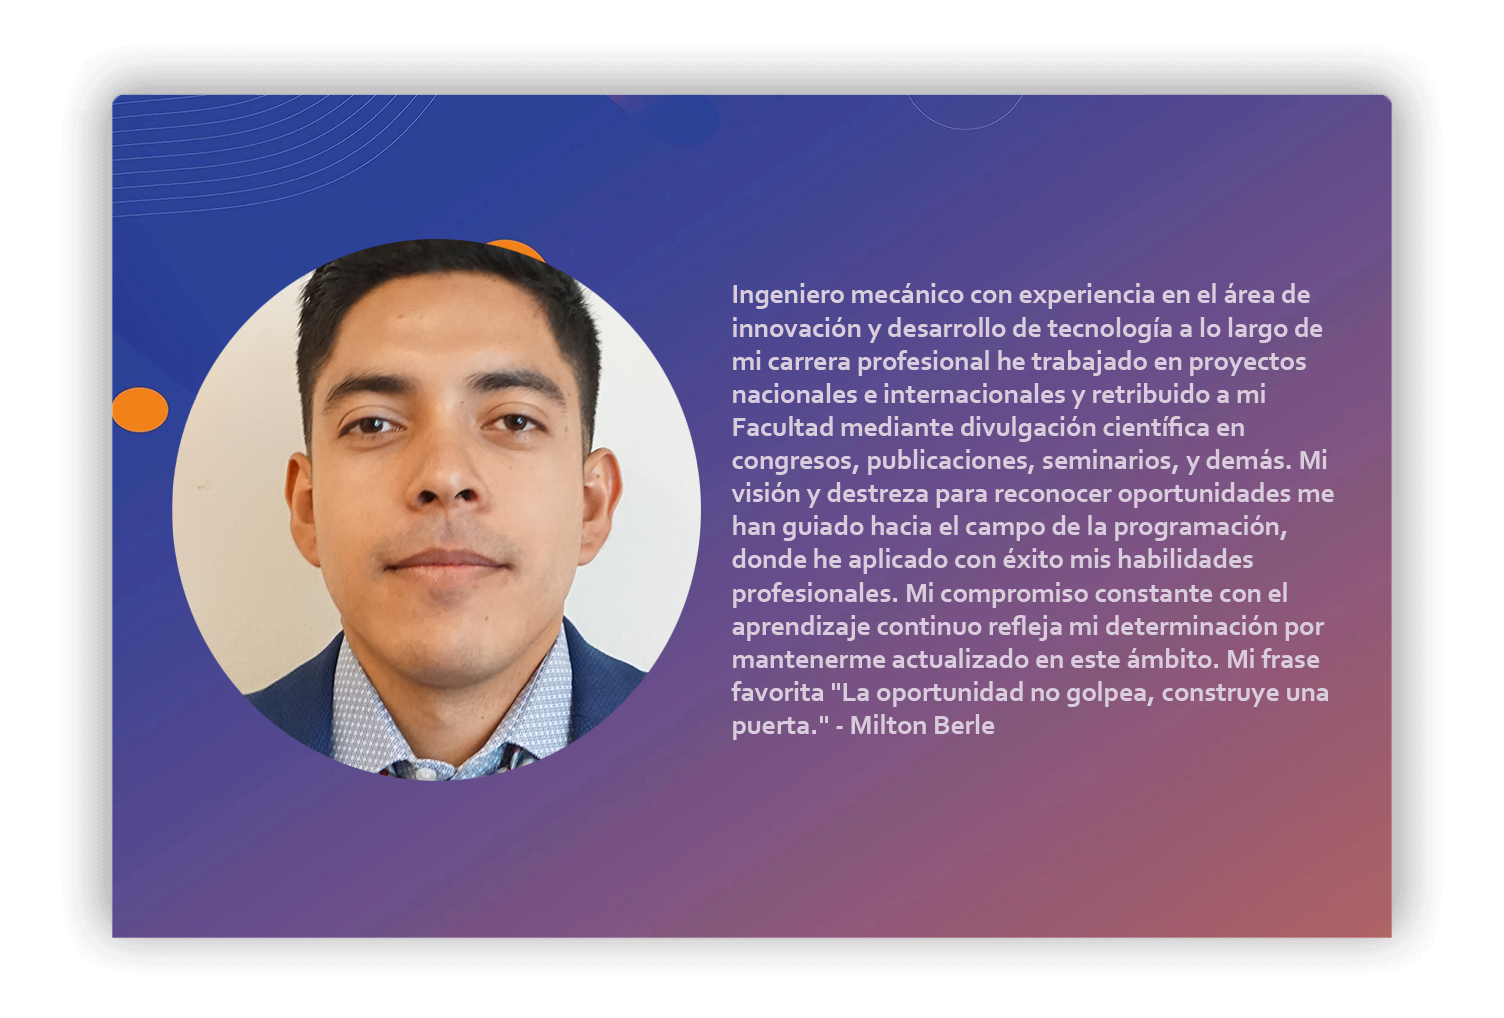 Ingeniero mecánico con experiencia en el área de
innovación y desarrollo de tecnología a lo largo de
mi carrera profesional he trabajado en proyectos
nacionales e internacionales y retribuido a mi
Facultad mediante divulgación científica en
congresos, publicaciones, seminarios, y demás. Mi
visión y destreza para reconocer oportunidades me
han guiado hacia el campo de la programación,
donde he aplicado con éxito mis habilidades
profesionales. Mi compromiso constante con el
aprendizaje continuo refleja mi determinación por
mantenerme actualizado en este ámbito. Mi frase
favorita "La oportunidad no golpea, construye una
puerta." - Milton Berle